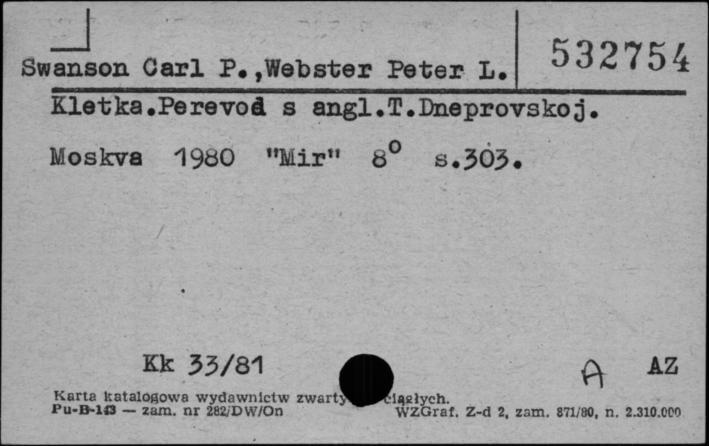 532754
Swanson Carl P.,Webster Peter L.
Kletka.Perevod s angl.T.Dneprovskoj.
Moskva 1980 "Mir" 8° s.303.
Kk 33/81
A AZ
Karta katalogowa wydawnictw ciągłych.
Pu-B-143 — zam. nr 282/DW/On WZGraf. Z-d 2, zam. 871/80, n. 2.310.000